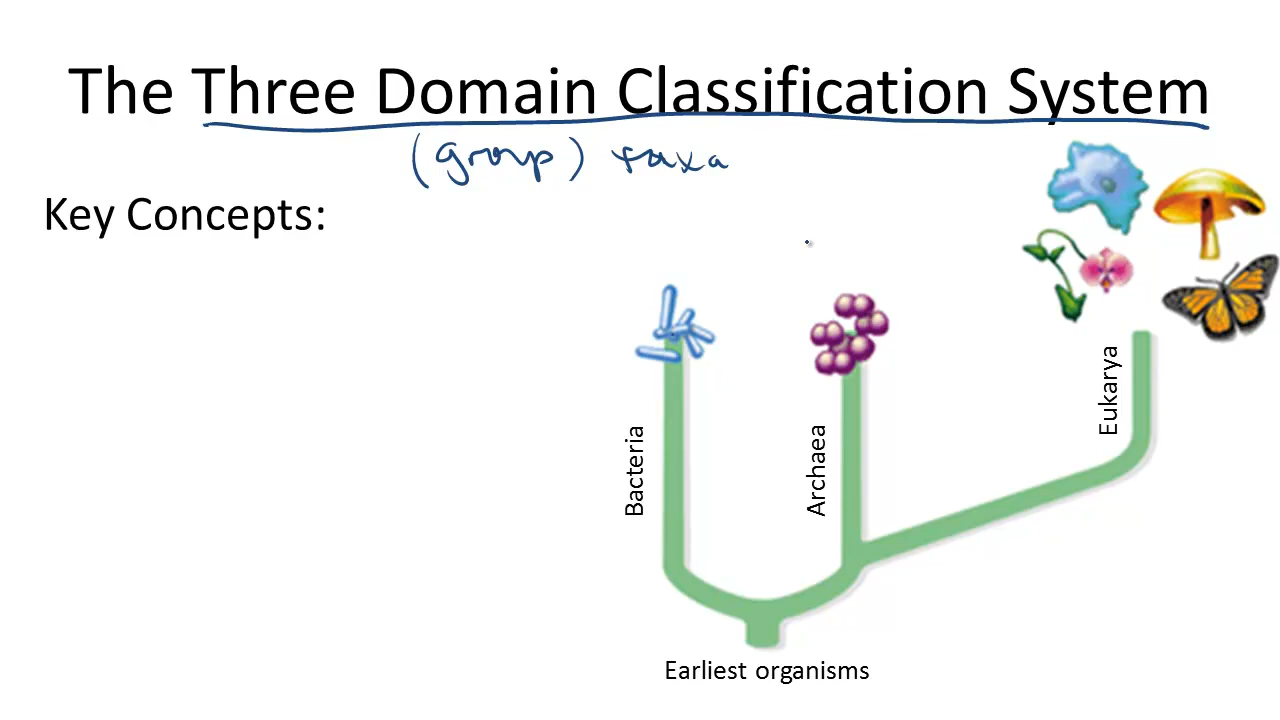 The Three Domain Classification System
(group) taxa
Key Concepts:
Bacteria
Archaea
Eukarya
Earliest organisms